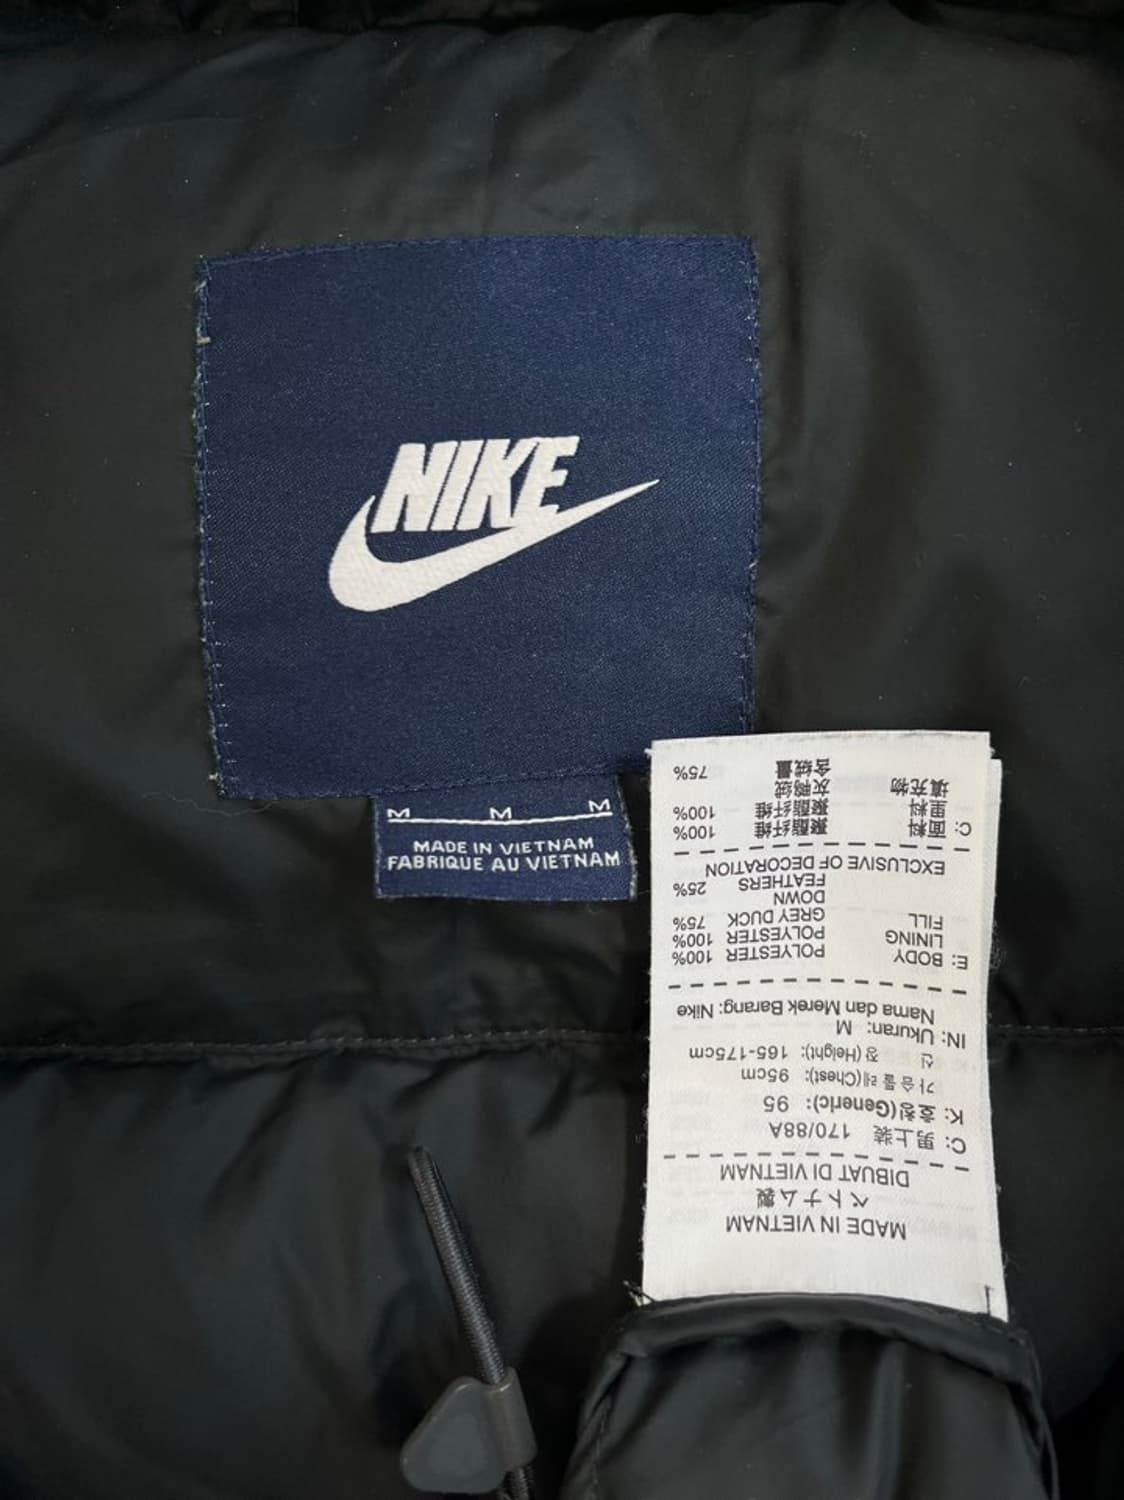 NIKE
M M M
MADE IN VIETNAM
FABRIQUE AU VIETNAM
MADE IN VIETNAM
ベトナム製
DIBUAT DI VIETNAM
C: 男上装 170/88A
K: 호칭(Generic): 95
가슴둘레(Chest): 95cm
신 장(Height): 165-175cm
IN: Ukuran: M
Nama dan Merek Barang: Nike
E: BODY POLYESTER 100%
LINING POLYESTER 100%
FILL GREY DUCK 75%
DOWN
FEATHERS 25%
EXCLUSIVE OF DECORATION
C: 面料 聚酯纤维 100%
里料 聚酯纤维 100%
填充物 灰鸭绒
含绒量 75%